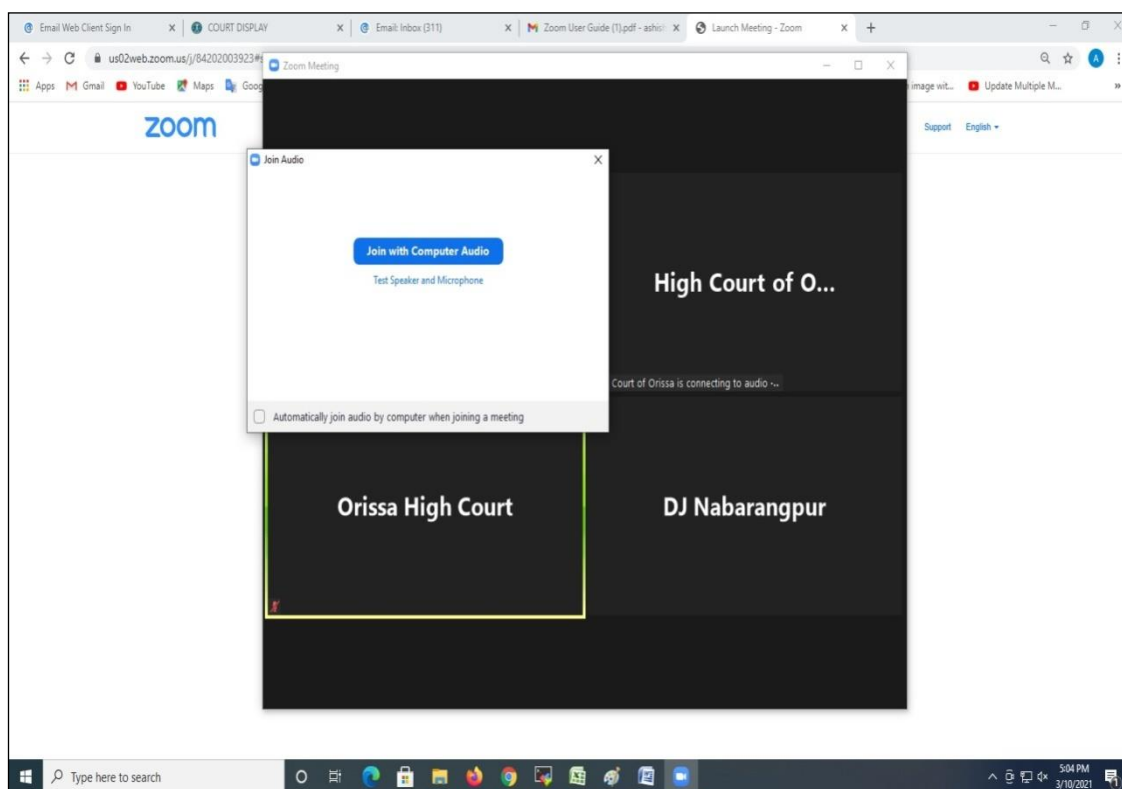 Email Web Client Sign In
COURT DISPLAY
Email: Inbox (311)
Zoom User Guide (1).pdf - ashis
Launch Meeting - Zoom
us02web.zoom.us/j/84202003923#
A
Apps
Gmail
YouTube
Maps
Goog
image wit...
Update Multiple M...
zoom
Support
English
Zoom Meeting
Join Audio
Join with Computer Audio
Test Speaker and Microphone
Automatically join audio by computer when joining a meeting
High Court of O...
Court of Orissa is connecting to audio -...
Orissa High Court
DJ Nabarangpur
Type here to search
5:04 PM
3/10/2021